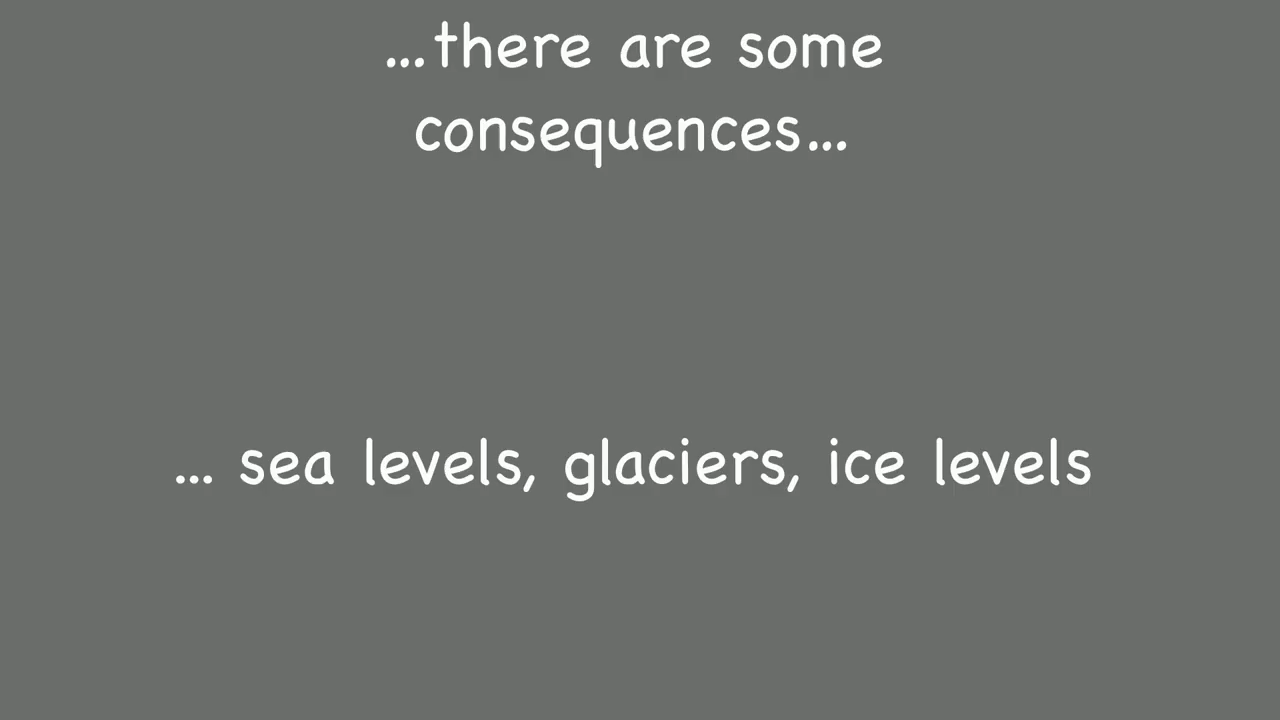 ...there are some
consequences...
... sea levels, glaciers, ice levels